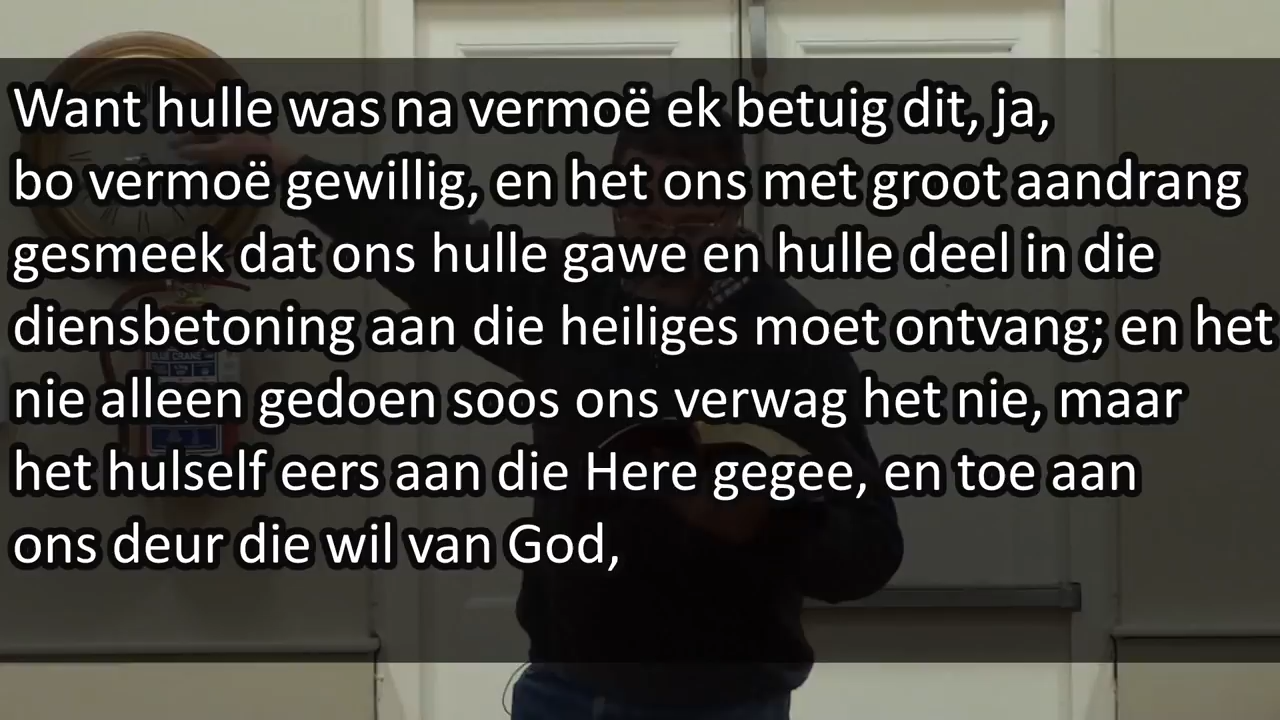 Want hulle was na vermoë ek betuig dit, ja,
bo vermoë gewillig, en het ons met groot aandrang
gesmeek dat ons hulle gawe en hulle deel in die
diensbetoning aan die heiliges moet ontvang; en het
nie alleen gedoen soos ons verwag het nie, maar
het hulself eers aan die Here gegee, en toe aan
ons deur die wil van God,
BLUE CRANE